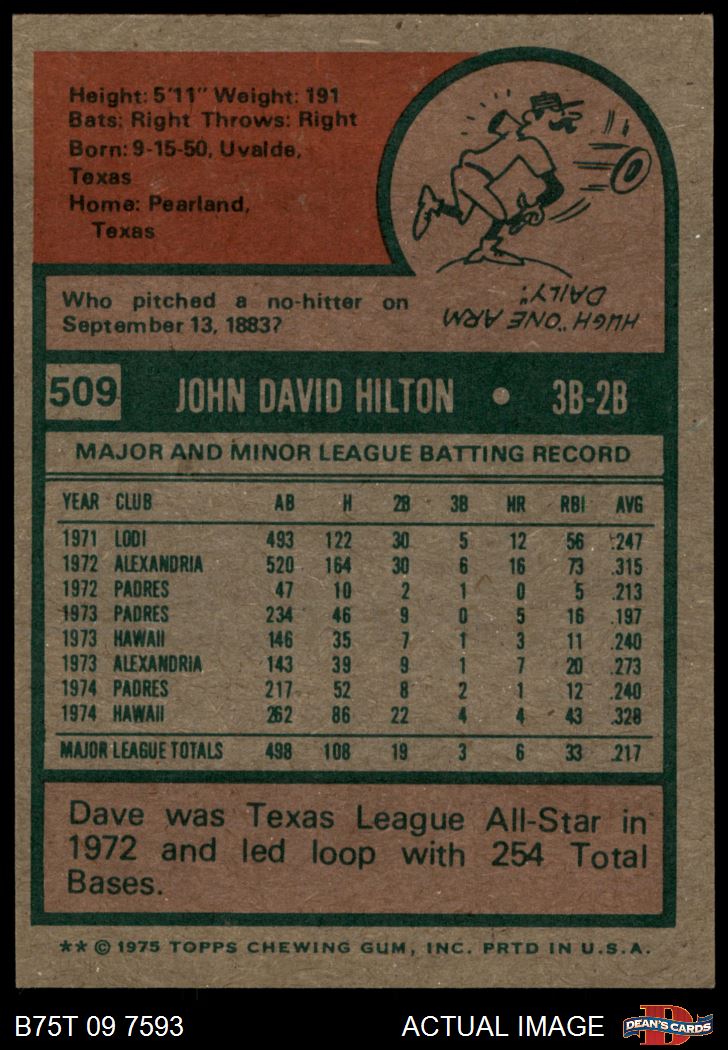 Height: 5'11" Weight: 191
Bats: Right Throws: Right
Born: 9-15-50, Uvalde,
Texas
Home: Pearland,
Texas
Who pitched a no-hitter on
September 13, 1883?
HUGH "ONE ARM
DAILY".
509 JOHN DAVID HILTON • 3B-2B
MAJOR AND MINOR LEAGUE BATTING RECORD
YEAR CLUB AB H 2B 3B HR RBI AVG
1971 LODI 493 122 30 5 12 56 .247
1972 ALEXANDRIA 520 164 30 6 16 73 .315
1972 PADRES 47 10 2 1 0 5 .213
1973 PADRES 234 46 9 0 5 16 .197
1973 HAWAII 146 35 7 1 3 11 .240
1973 ALEXANDRIA 143 39 9 1 7 20 .273
1974 PADRES 217 52 8 2 1 12 .240
1974 HAWAII 262 86 22 4 4 43 .328
MAJOR LEAGUE TOTALS 498 108 19 3 6 33 .217
Dave was Texas League All-Star in
1972 and led loop with 254 Total
Bases.
** © 1975 TOPPS CHEWING GUM, INC. PRTD IN U.S.A.
B75T 09 7593 ACTUAL IMAGE DEAN'S CARDS